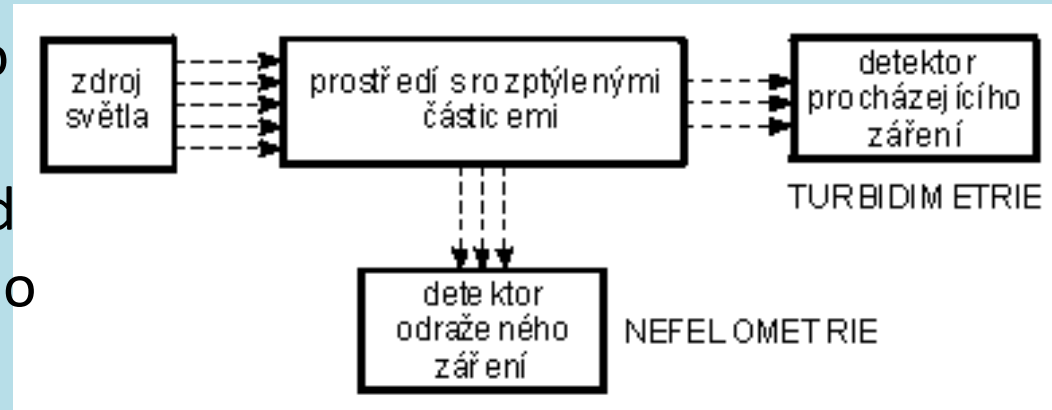 zdroj
světla
prostředí s rozptýlenými
částicemi
detektor
procházejícího
záření
TURBIDIMETRIE
detektor
odraženého
záření
NEFELOMETRIE